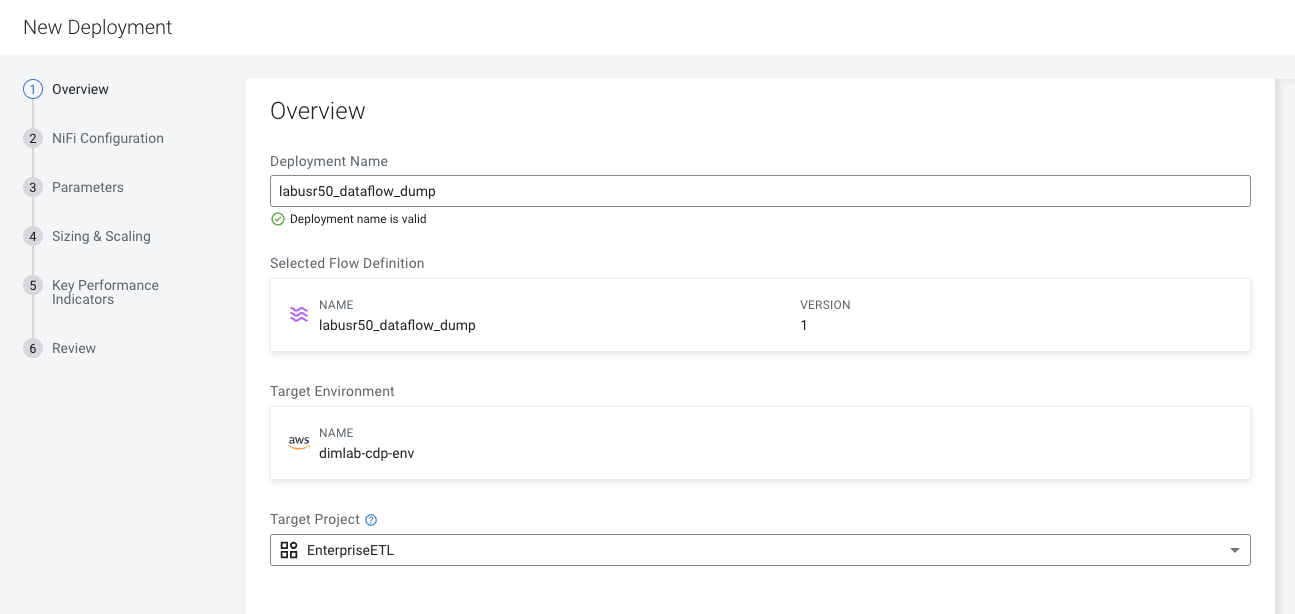 New Deployment
1 Overview
2 NiFi Configuration
3 Parameters
4 Sizing & Scaling
5 Key Performance
Indicators
6 Review
Overview
Deployment Name
labusr50_dataflow_dump
Deployment name is valid
Selected Flow Definition
NAME VERSION
labusr50_dataflow_dump 1
Target Environment
aws
NAME
dimlab-cdp-env
Target Project ?
EnterpriseETL